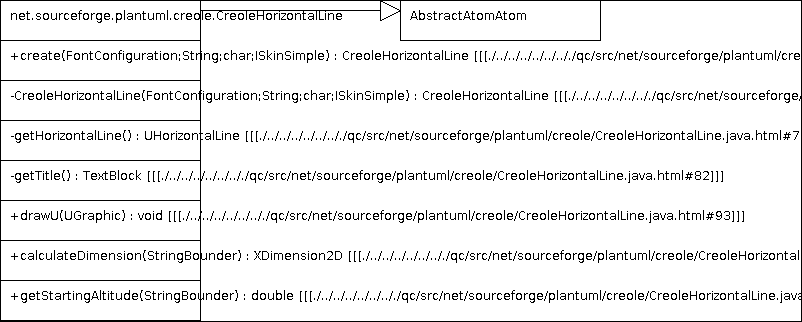 net.sourceforge.plantuml.creole.CreoleHorizontalLine
AbstractAtomAtom
+create(FontConfiguration;String;char;ISkinSimple) : CreoleHorizontalLine [[[./../../../../../../qc/src/net/sourceforge/plantuml/cre
-CreoleHorizontalLine(FontConfiguration;String;char;ISkinSimple) : CreoleHorizontalLine [[[./../../../../../../qc/src/net/sourceforge/
-getHorizontalLine() : UHorizontalLine [[[./../../../../../../qc/src/net/sourceforge/plantuml/creole/CreoleHorizontalLine.java.html#7
-getTitle() : TextBlock [[[./../../../../../../qc/src/net/sourceforge/plantuml/creole/CreoleHorizontalLine.java.html#82]]]
+drawU(UGraphic) : void [[[./../../../../../../qc/src/net/sourceforge/plantuml/creole/CreoleHorizontalLine.java.html#93]]]
+calculateDimension(StringBounder) : XDimension2D [[[./../../../../../../qc/src/net/sourceforge/plantuml/creole/CreoleHorizontal
+getStartingAltitude(StringBounder) : double [[[./../../../../../../qc/src/net/sourceforge/plantuml/creole/CreoleHorizontalLine.java